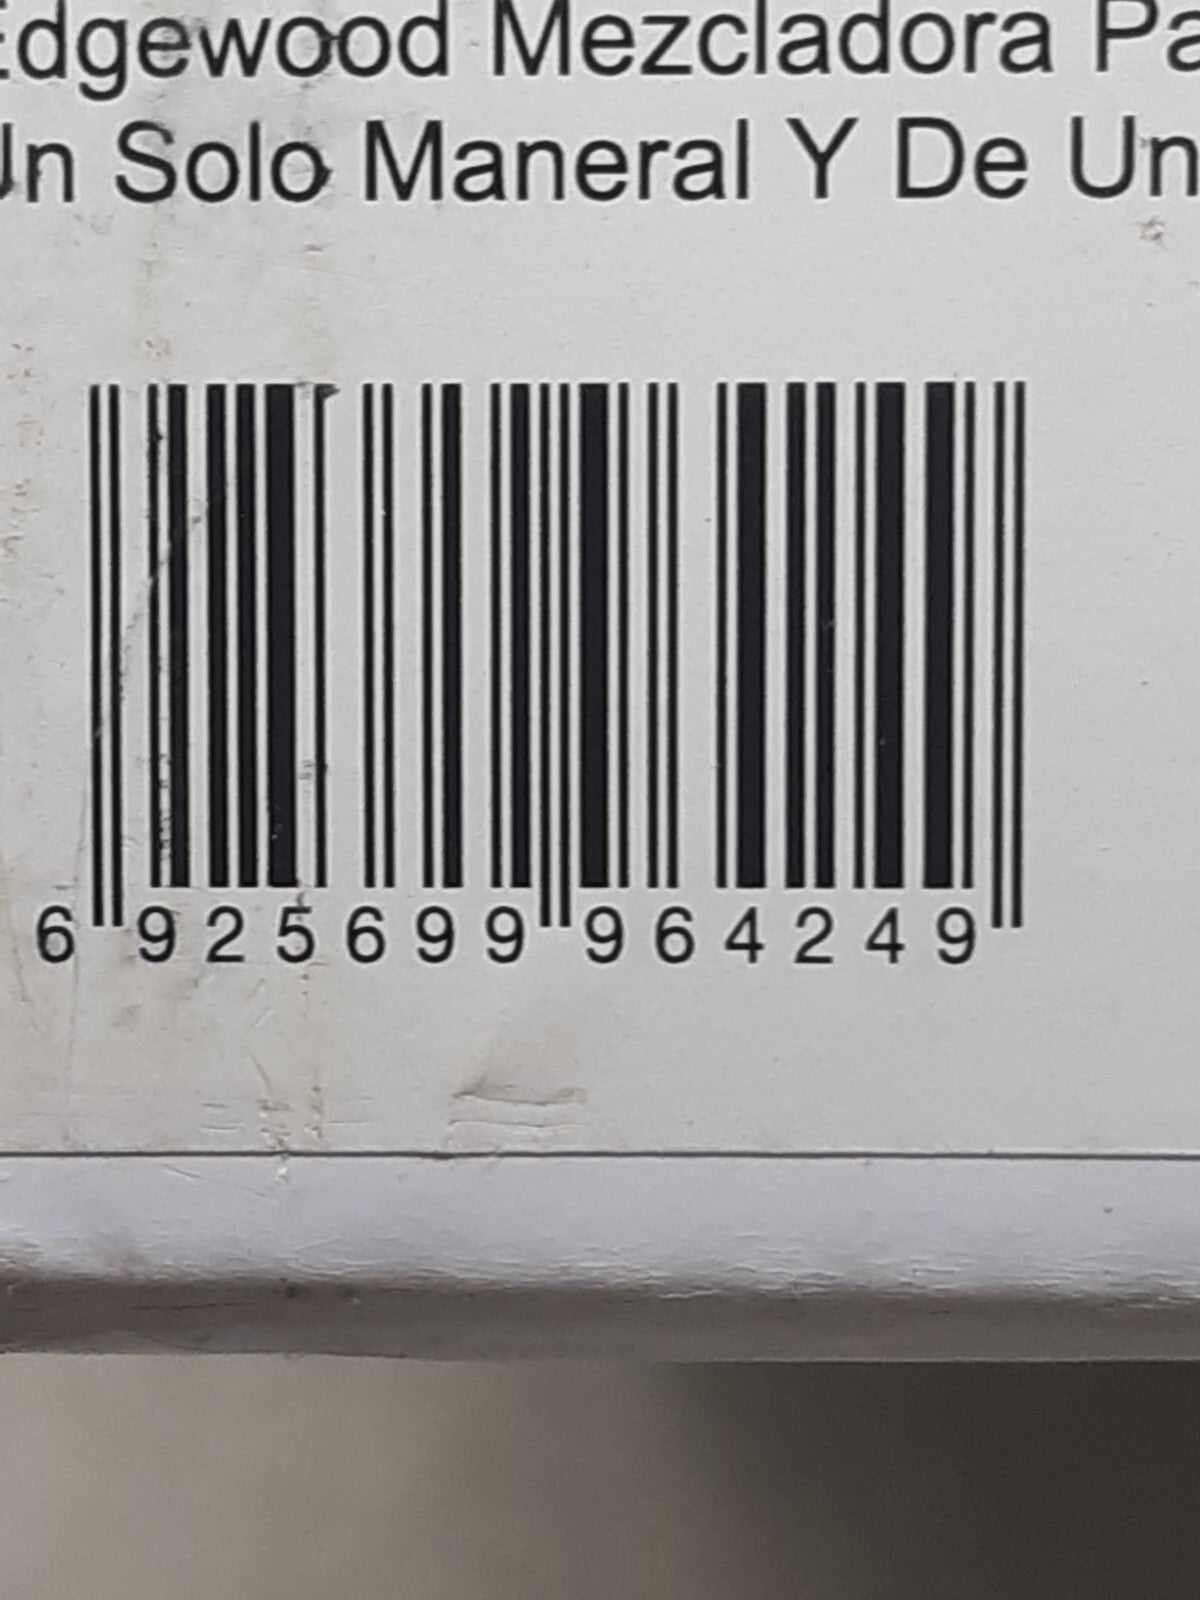 Edgewood Mezcladora Pa
Un Solo Maneral Y De Un
6 925699 964249